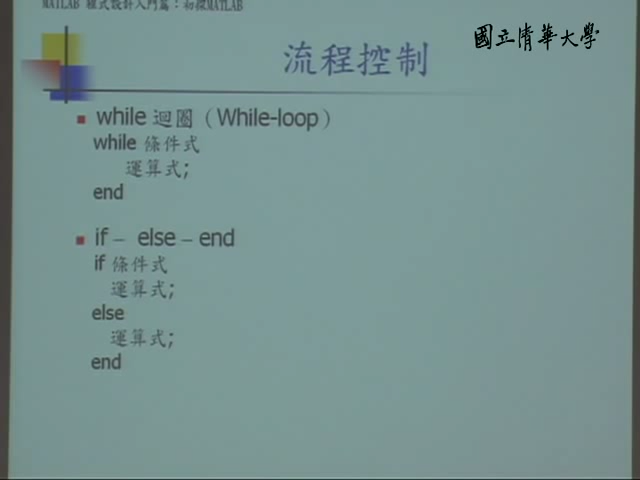 MATLAB 程式設計入門篇：初探MATLAB
國立清華大學
流程控制
while 迴圈（While-loop）
while 條件式
運算式;
end
if – else – end
if 條件式
運算式;
else
運算式;
end